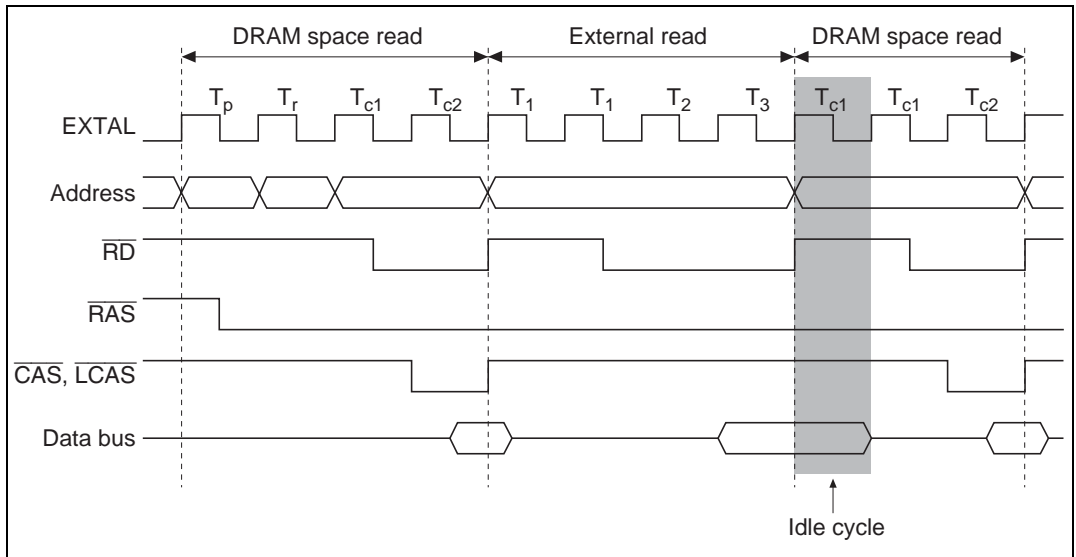 DRAM space read External read DRAM space read
Tp Tr Tc1 Tc2 T1 T1 T2 T3 Tc1 Tc1 Tc2
EXTAL
Address
RD
RAS
CAS, LCAS
Data bus
Idle cycle